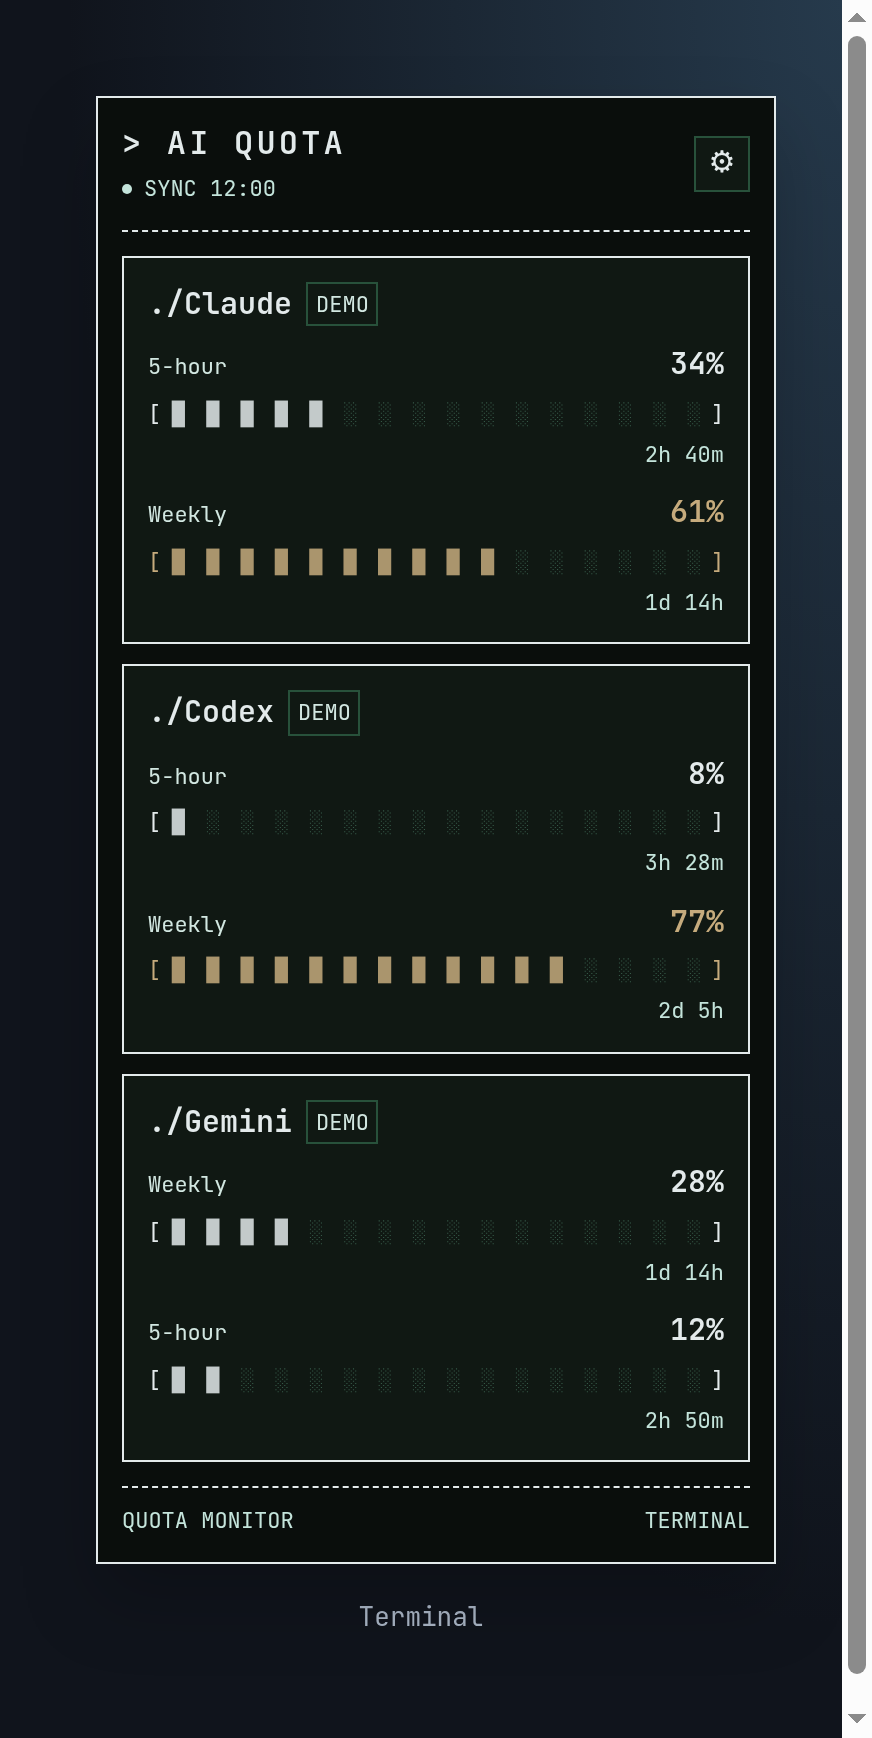 > AI QUOTA
SYNC 12:00
⚙
./Claude DEMO
5-hour 34%
[█████░░░░░░░░░░░]
2h 40m
Weekly 61%
[██████████░░░░░░]
1d 14h
./Codex DEMO
5-hour 8%
[█░░░░░░░░░░░░░░░]
3h 28m
Weekly 77%
[████████████░░░░]
2d 5h
./Gemini DEMO
Weekly 28%
[████░░░░░░░░░░░░]
1d 14h
5-hour 12%
[██░░░░░░░░░░░░░░]
2h 50m
QUOTA MONITOR TERMINAL
Terminal